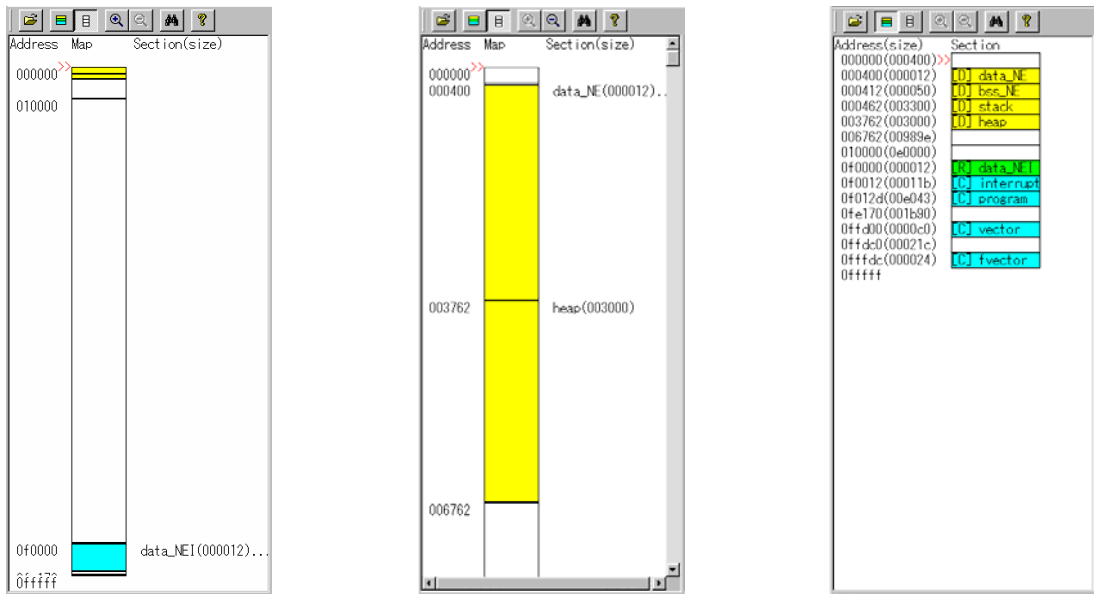 Address Map Section(size)
000000 >>
010000
0f0000 data_NEI(000012)...
0fffff
Address Map Section(size)
000000 >>
000400 data_NE(000012)..
003762 heap(003000)
006762
Address(size) Section
000000(000400)>>
000400(000012) [D] data_NE
000412(000050) [D] bss_NE
000462(003300) [D] stack
003762(003000) [D] heap
006762(00989e)
010000(0e0000)
0f0000(000012) [R] data_NEI
0f0012(00011b) [C] interrupt
0f012d(00e043) [C] program
0fe170(001b90)
0ffd00(0000c0) [C] vector
0ffdc0(00021c)
0fffdc(000024) [C] fvector
0fffff